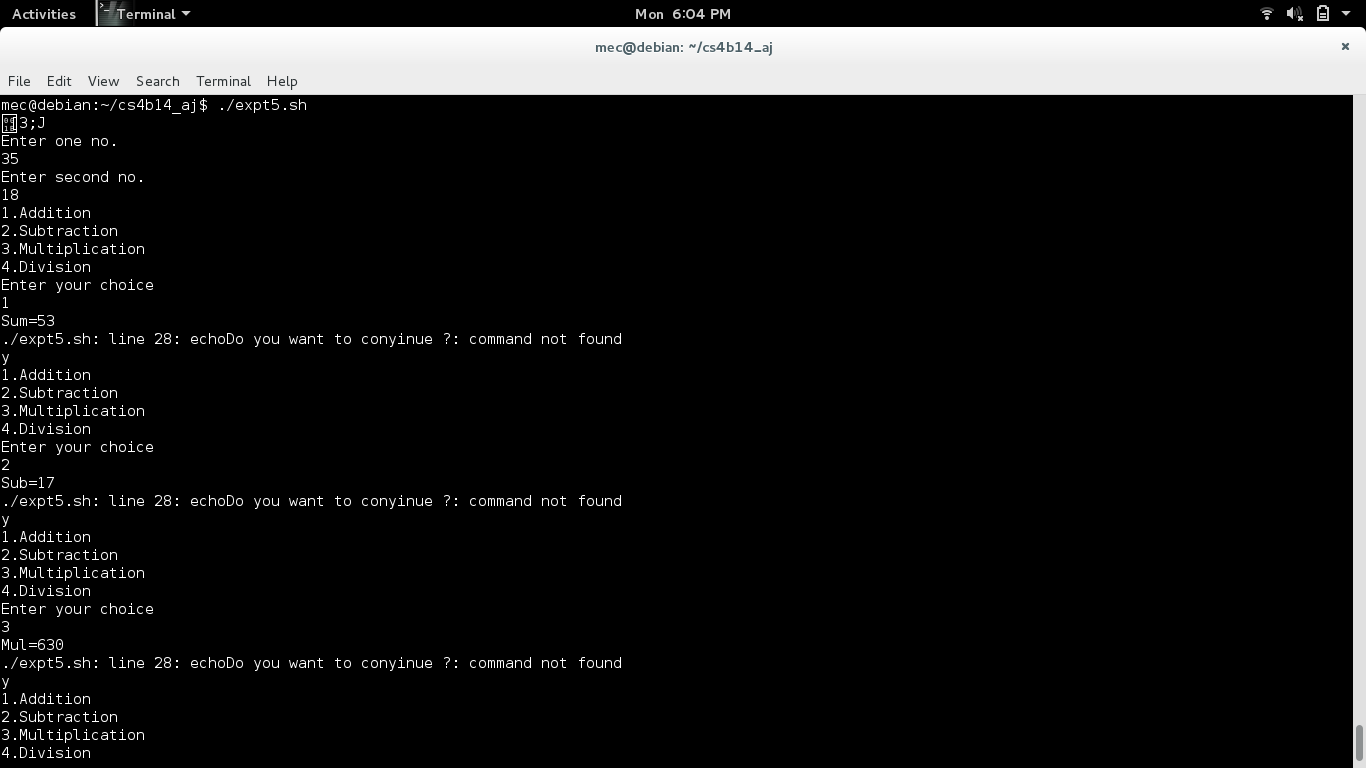 Activities
Terminal
Mon 6:04 PM
mec@debian: ~/cs4b14_aj
File Edit View Search Terminal Help
mec@debian:~/cs4b14_aj$ ./expt5.sh
3;J
Enter one no.
35
Enter second no.
18
1.Addition
2.Subtraction
3.Multiplication
4.Division
Enter your choice
1
Sum=53
./expt5.sh: line 28: echoDo you want to conyinue ?: command not found
y
1.Addition
2.Subtraction
3.Multiplication
4.Division
Enter your choice
2
Sub=17
./expt5.sh: line 28: echoDo you want to conyinue ?: command not found
y
1.Addition
2.Subtraction
3.Multiplication
4.Division
Enter your choice
3
Mul=630
./expt5.sh: line 28: echoDo you want to conyinue ?: command not found
y
1.Addition
2.Subtraction
3.Multiplication
4.Division